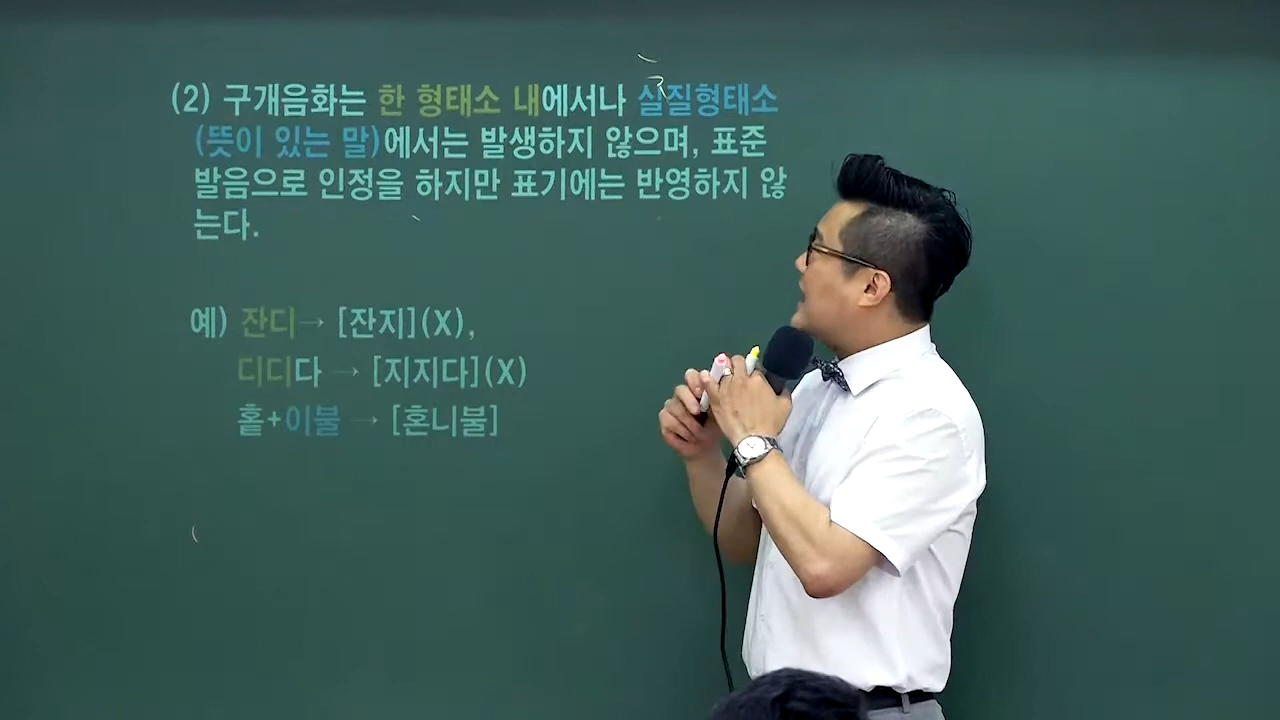 (2) 구개음화는 한 형태소 내에서나 실질형태소
(뜻이 있는 말)에서는 발생하지 않으며, 표준
발음으로 인정을 하지만 표기에는 반영하지 않
는다.
예) 잔디→ [잔지](X),
디디다 → [지지다](X)
홑+이불 → [혼니불]